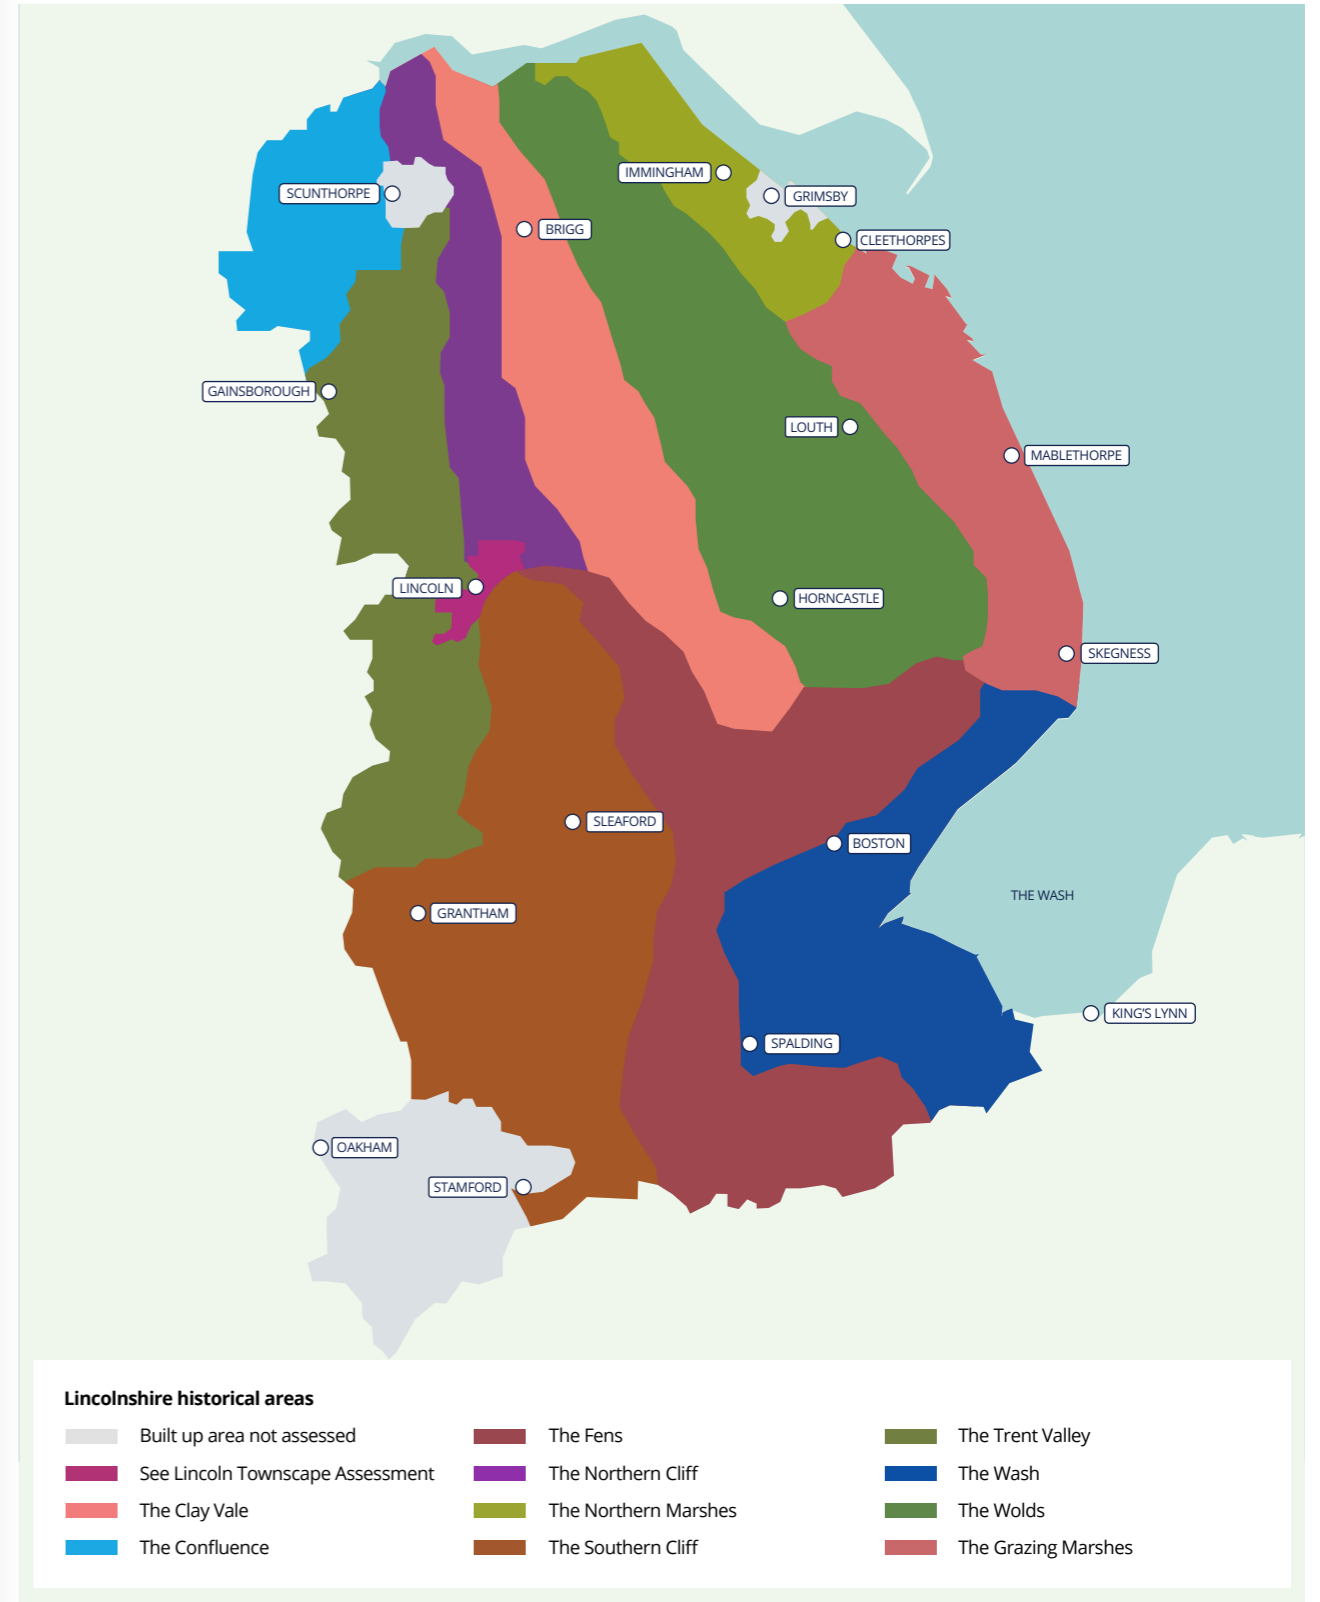 IMMINGHAM
SCUNTHORPE
GRIMSBY
BRIGG
CLEETHORPES
GAINSBOROUGH
LOUTH
MABLETHORPE
LINCOLN
HORNCASTLE
SKEGNESS
SLEAFORD
BOSTON
THE WASH
GRANTHAM
KING'S LYNN
SPALDING
OAKHAM
STAMFORD
Lincolnshire historical areas
Built up area not assessed
See Lincoln Townscape Assessment
The Clay Vale
The Confluence
The Fens
The Northern Cliff
The Northern Marshes
The Southern Cliff
The Trent Valley
The Wash
The Wolds
The Grazing Marshes